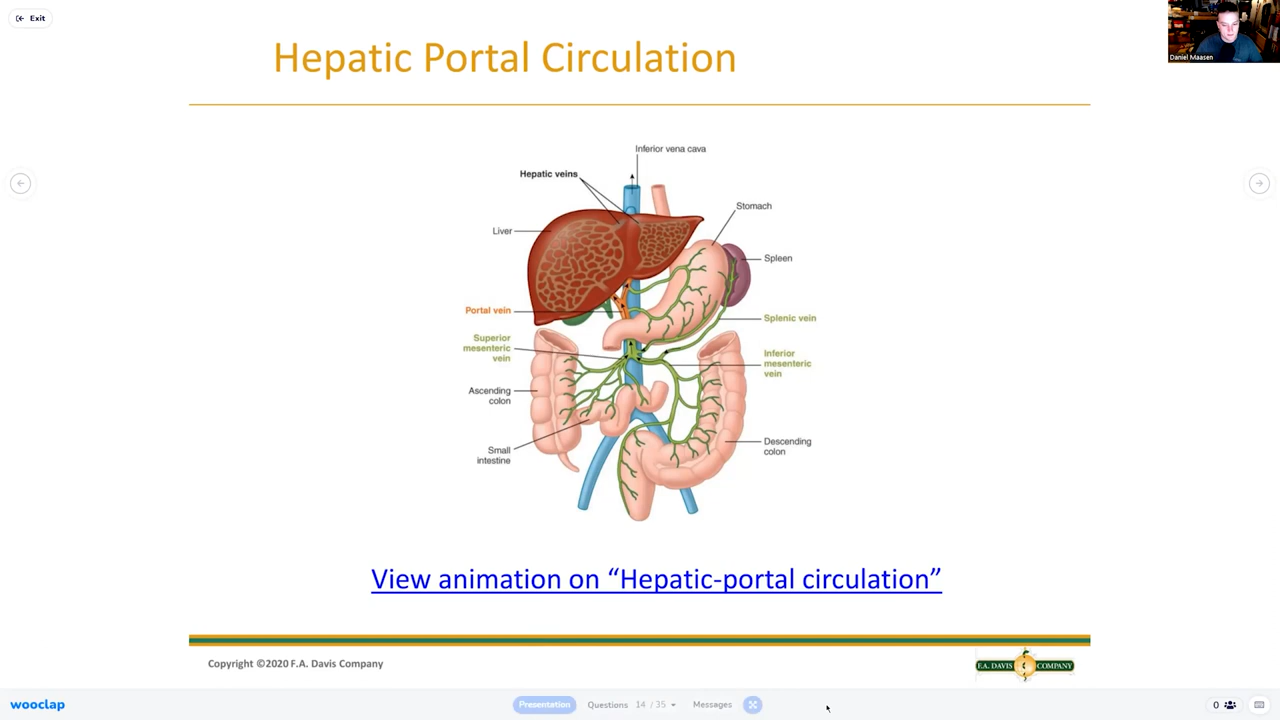 Exit
Hepatic Portal Circulation
Daniel Maasen
Inferior vena cava
Hepatic veins
Stomach
Liver
Spleen
Portal vein
Splenic vein
Superior
mesenteric
vein
Inferior
mesenteric
vein
Ascending
colon
Small
intestine
Descending
colon
View animation on “Hepatic-portal circulation”
Copyright ©2020 F.A. Davis Company
F.A. DAVIS COMPANY
wooclap
Presentation Questions 14 / 35 Messages
0